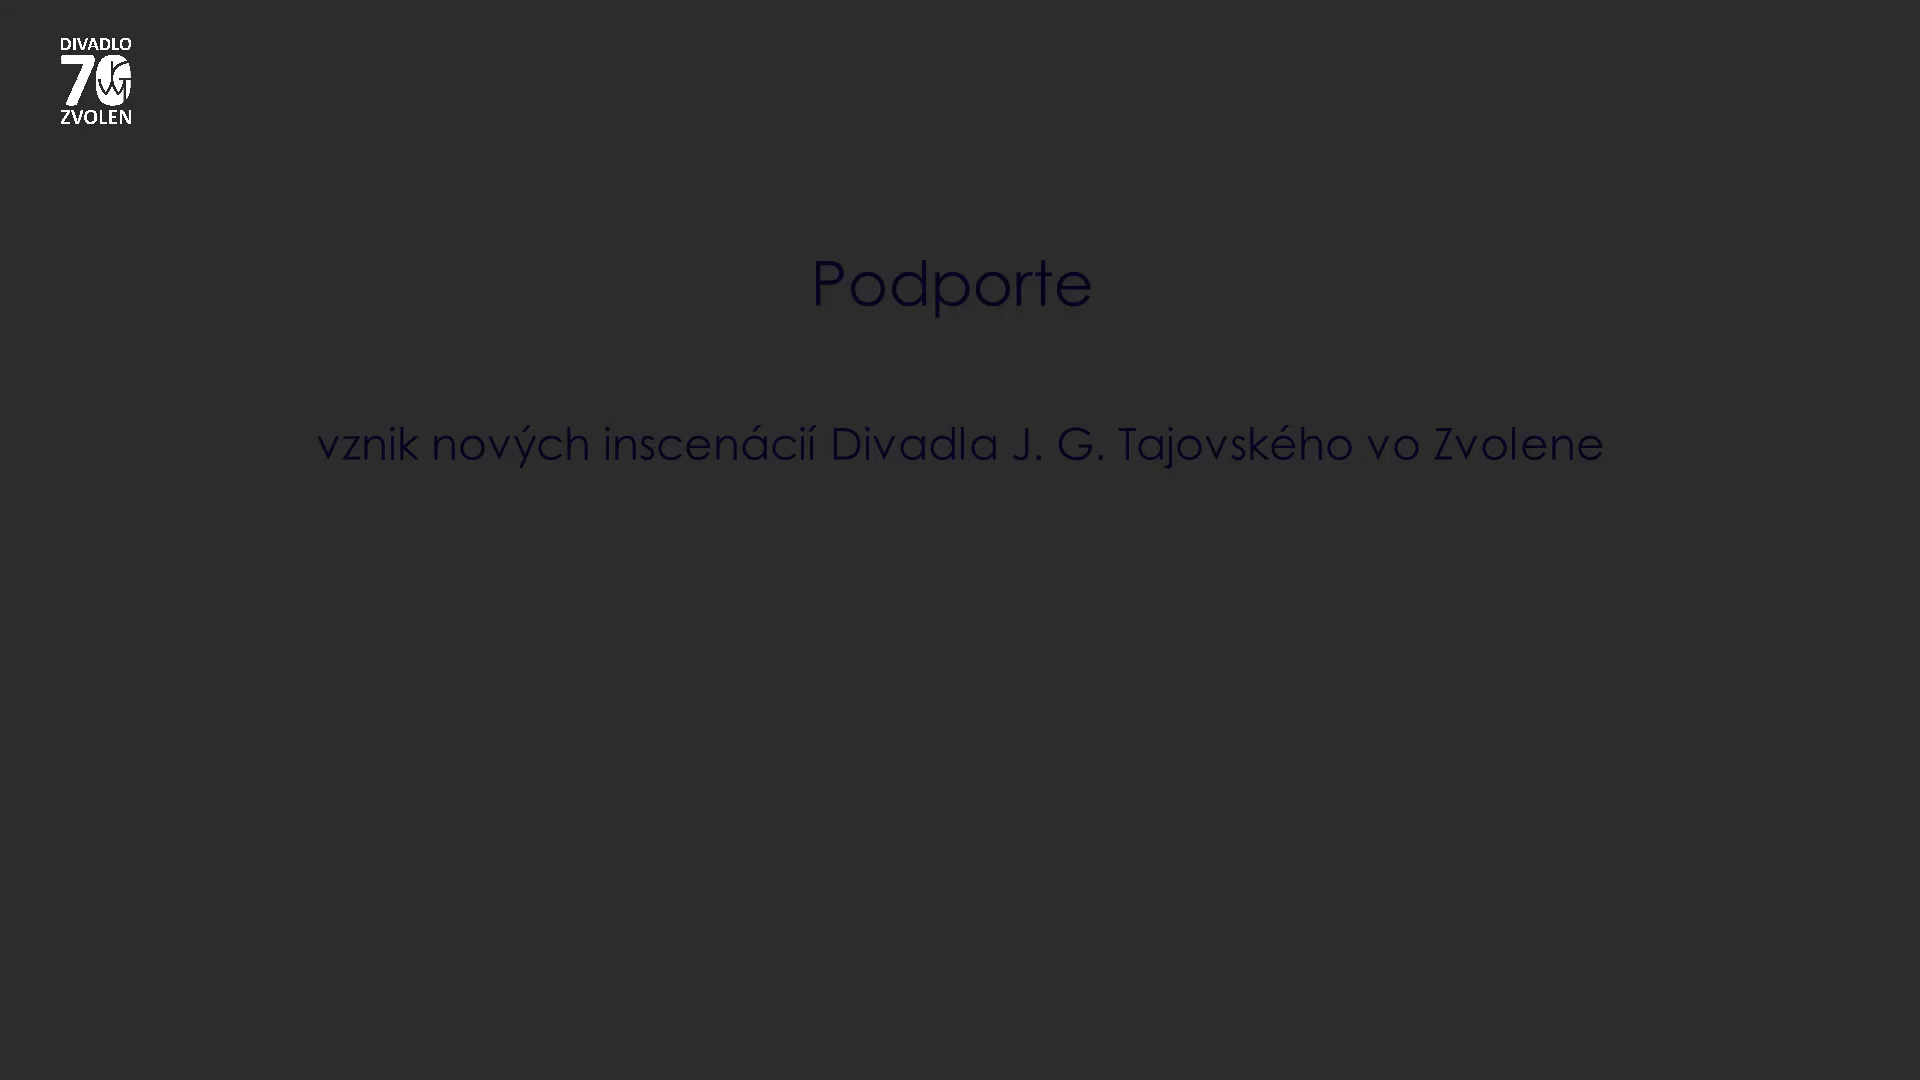 DIVADLO
70
ZVOLEN
Podporte
vznik nových inscenácií Divadla J. G. Tajovského vo Zvolene